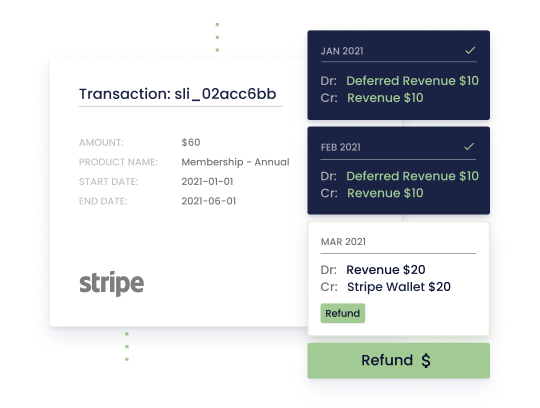 Transaction: sli_02acc6bb
AMOUNT: $60
PRODUCT NAME: Membership - Annual
START DATE: 2021-01-01
END DATE: 2021-06-01
stripe
JAN 2021
Dr: Deferred Revenue $10
Cr: Revenue $10
FEB 2021
Dr: Deferred Revenue $10
Cr: Revenue $10
MAR 2021
Dr: Revenue $20
Cr: Stripe Wallet $20
Refund
Refund $